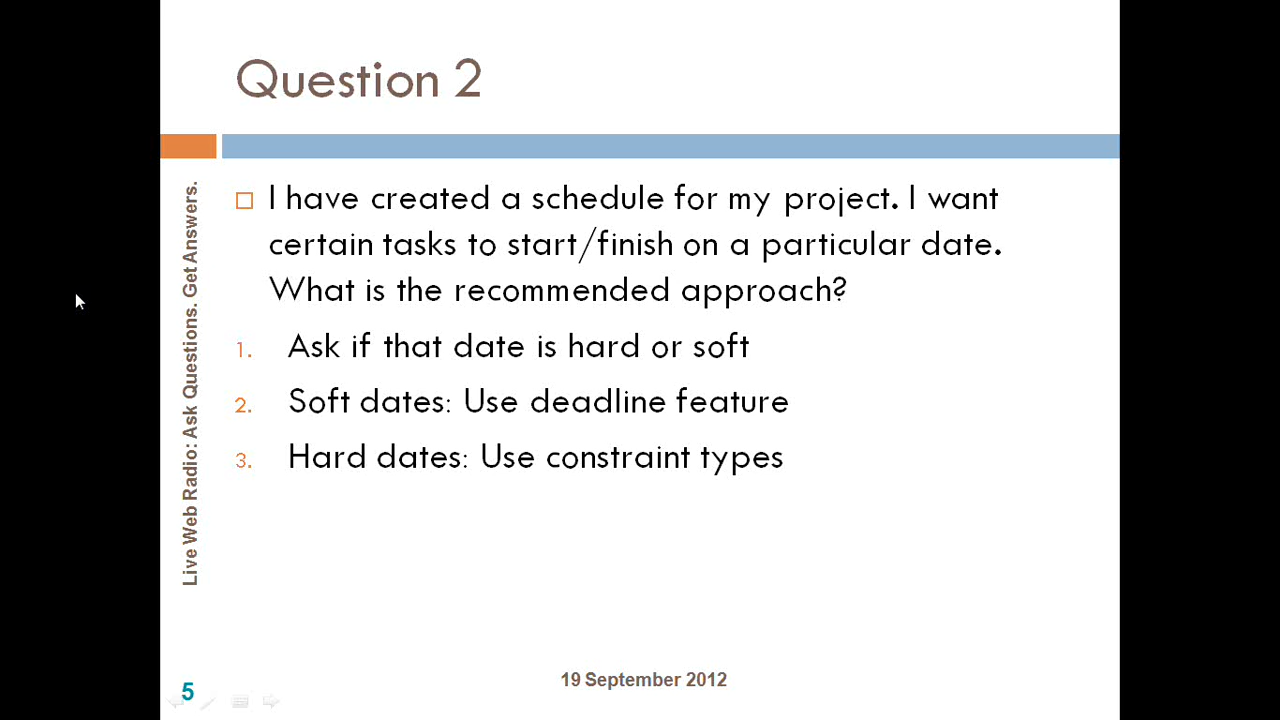 Question 2
Live Web Radio: Ask Questions. Get Answers.
I have created a schedule for my project. I want
certain tasks to start/finish on a particular date.
What is the recommended approach?
1. Ask if that date is hard or soft
2. Soft dates: Use deadline feature
3. Hard dates: Use constraint types
19 September 2012
5